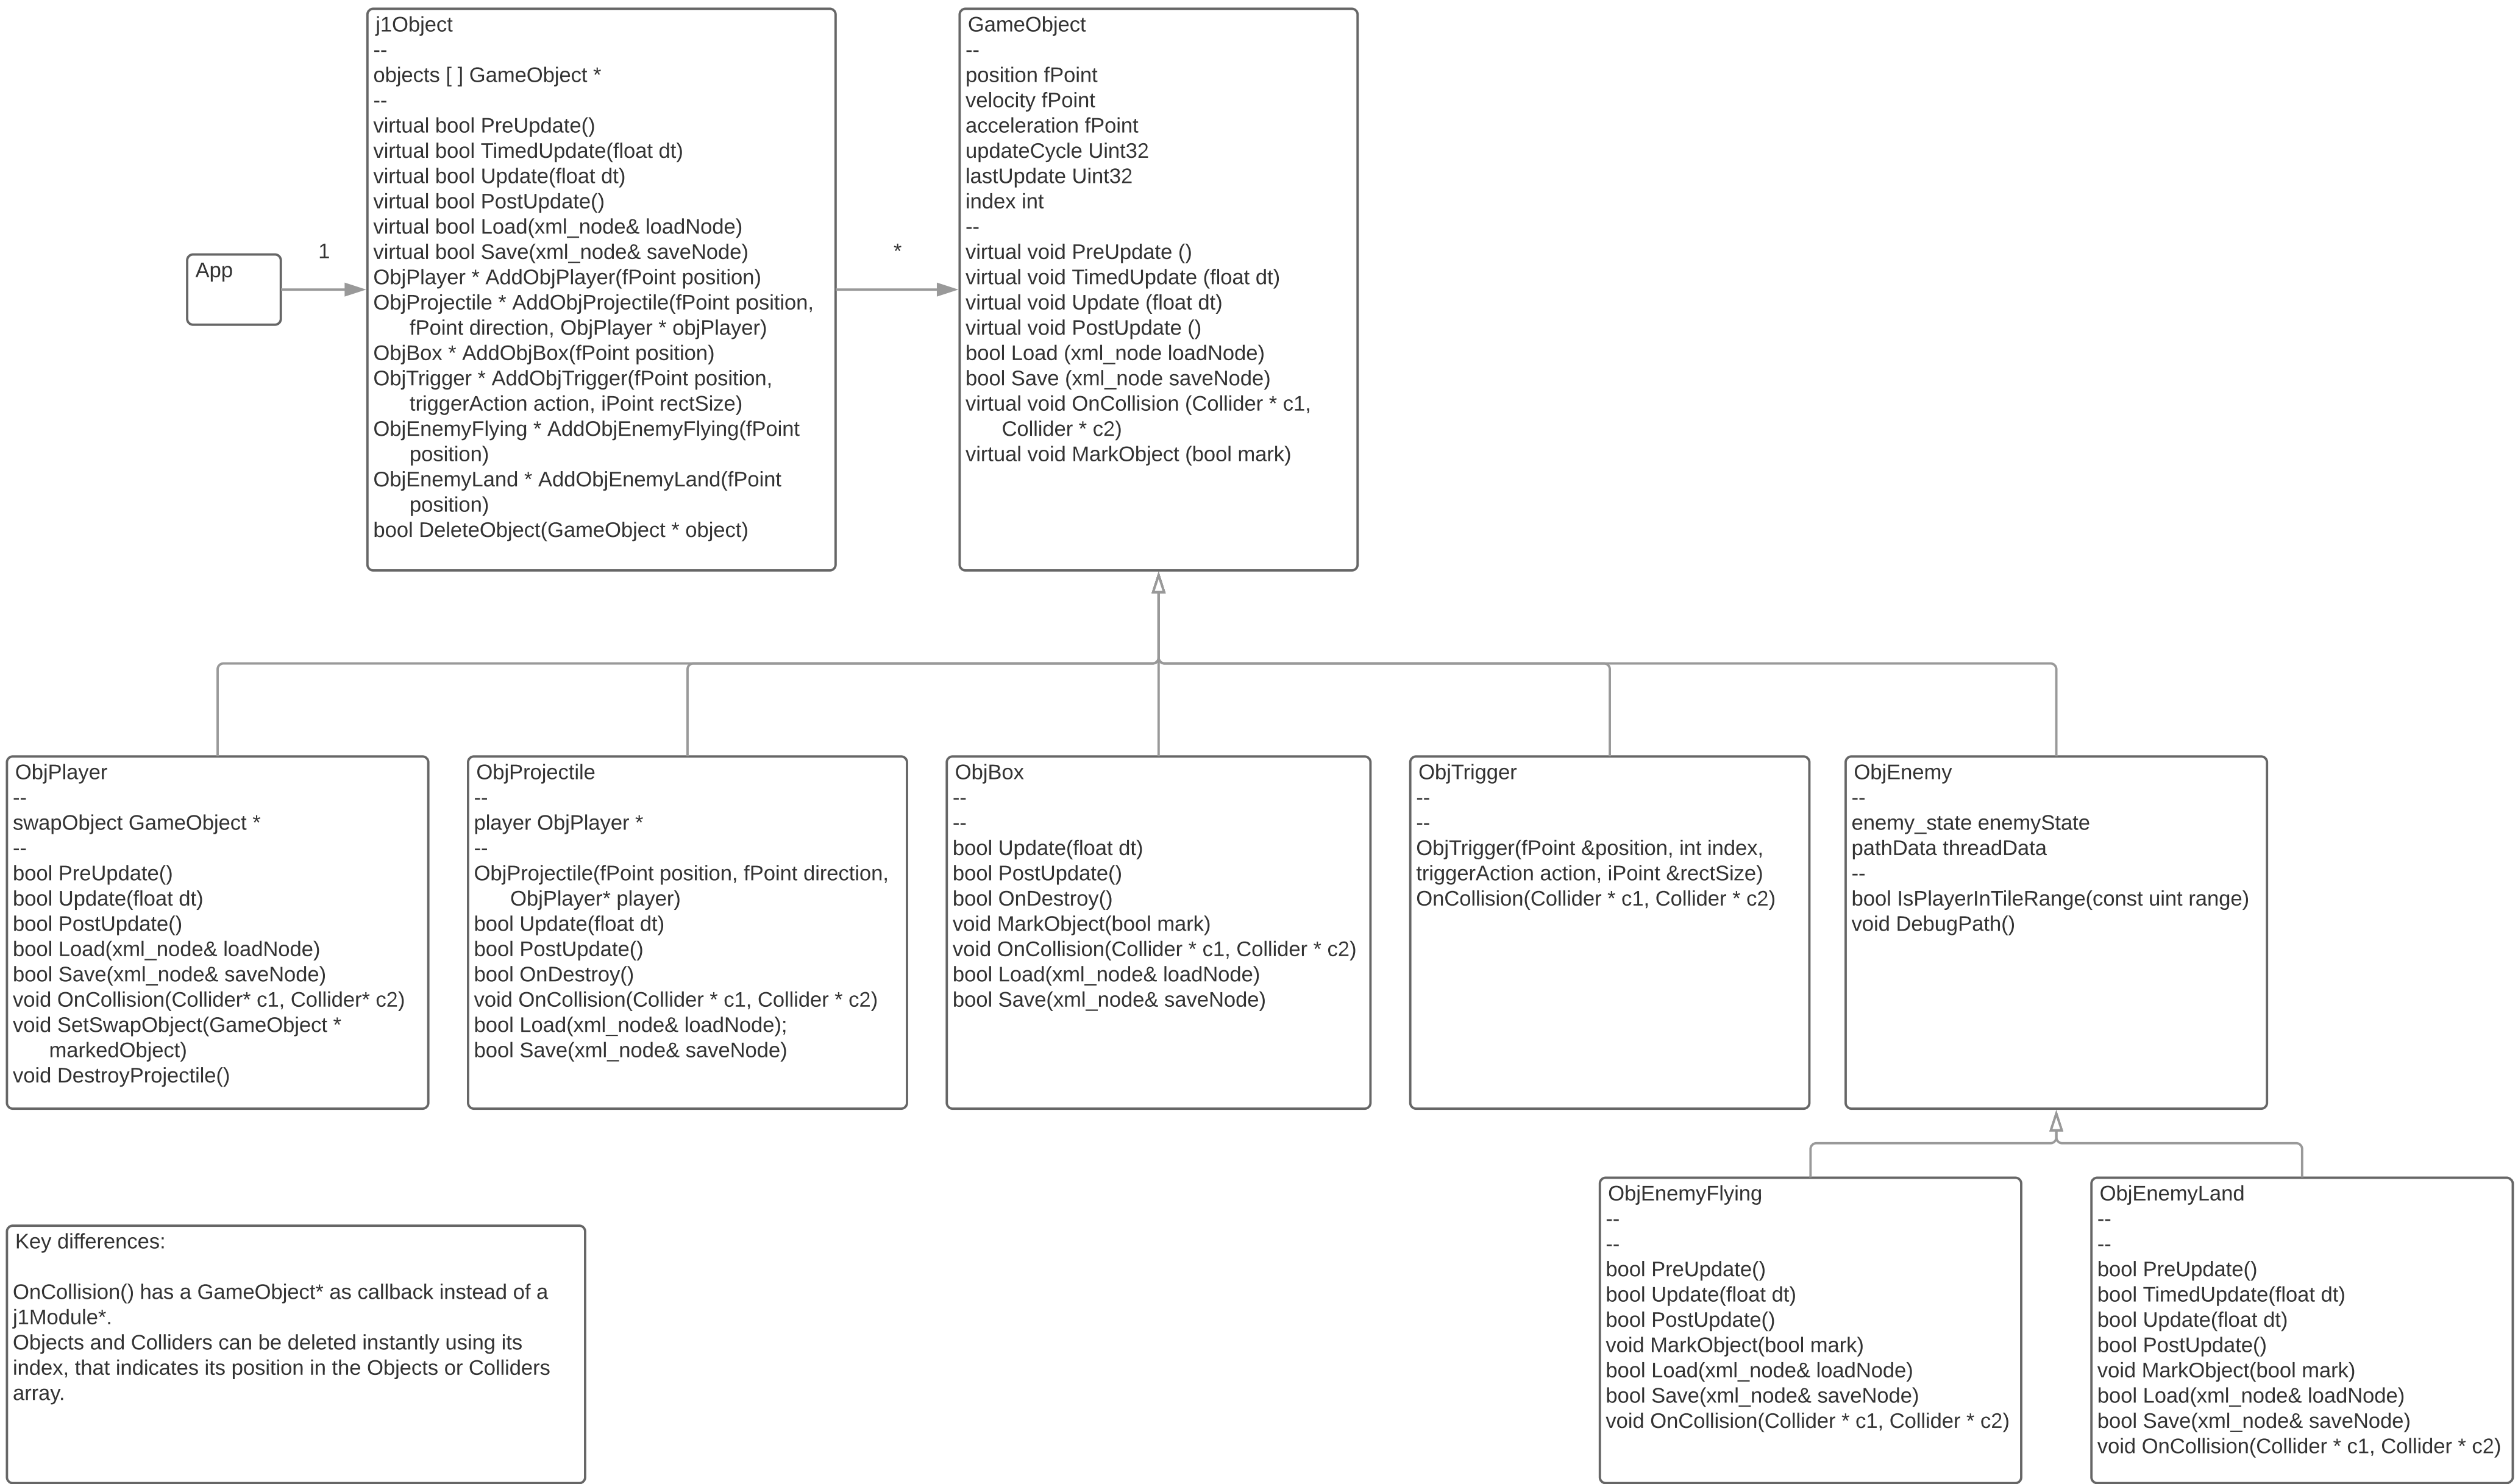 j1Object
--
objects [ ] GameObject *
--
virtual bool PreUpdate()
virtual bool TimedUpdate(float dt)
virtual bool Update(float dt)
virtual bool PostUpdate()
virtual bool Load(xml_node& loadNode)
virtual bool Save(xml_node& saveNode)
ObjPlayer * AddObjPlayer(fPoint position)
ObjProjectile * AddObjProjectile(fPoint position,
fPoint direction, ObjPlayer * objPlayer)
ObjBox * AddObjBox(fPoint position)
ObjTrigger * AddObjTrigger(fPoint position,
triggerAction action, iPoint rectSize)
ObjEnemyFlying * AddObjEnemyFlying(fPoint
position)
ObjEnemyLand * AddObjEnemyLand(fPoint
position)
bool DeleteObject(GameObject * object)
GameObject
--
position fPoint
velocity fPoint
acceleration fPoint
updateCycle Uint32
lastUpdate Uint32
index int
--
virtual void PreUpdate ()
virtual void TimedUpdate (float dt)
virtual void Update (float dt)
virtual void PostUpdate ()
bool Load (xml_node loadNode)
bool Save (xml_node saveNode)
virtual void OnCollision (Collider * c1,
Collider * c2)
virtual void MarkObject (bool mark)
App
1
*
ObjPlayer
--
swapObject GameObject *
--
bool PreUpdate()
bool Update(float dt)
bool PostUpdate()
bool Load(xml_node& loadNode)
bool Save(xml_node& saveNode)
void OnCollision(Collider* c1, Collider* c2)
void SetSwapObject(GameObject *
markedObject)
void DestroyProjectile()
ObjProjectile
--
player ObjPlayer *
--
ObjProjectile(fPoint position, fPoint direction,
ObjPlayer* player)
bool Update(float dt)
bool PostUpdate()
bool OnDestroy()
void OnCollision(Collider * c1, Collider * c2)
bool Load(xml_node& loadNode);
bool Save(xml_node& saveNode)
ObjBox
--
--
bool Update(float dt)
bool PostUpdate()
bool OnDestroy()
void MarkObject(bool mark)
void OnCollision(Collider * c1, Collider * c2)
bool Load(xml_node& loadNode)
bool Save(xml_node& saveNode)
ObjTrigger
--
--
ObjTrigger(fPoint &position, int index,
triggerAction action, iPoint &rectSize)
OnCollision(Collider * c1, Collider * c2)
ObjEnemy
--
enemy_state enemyState
pathData threadData
--
bool IsPlayerInTileRange(const uint range)
void DebugPath()
ObjEnemyFlying
--
--
bool PreUpdate()
bool Update(float dt)
bool PostUpdate()
void MarkObject(bool mark)
bool Load(xml_node& loadNode)
bool Save(xml_node& saveNode)
void OnCollision(Collider * c1, Collider * c2)
ObjEnemyLand
--
--
bool PreUpdate()
bool TimedUpdate(float dt)
bool Update(float dt)
bool PostUpdate()
void MarkObject(bool mark)
bool Load(xml_node& loadNode)
bool Save(xml_node& saveNode)
void OnCollision(Collider * c1, Collider * c2)
Key differences:
OnCollision() has a GameObject* as callback instead of a
j1Module*.
Objects and Colliders can be deleted instantly using its
index, that indicates its position in the Objects or Colliders
array.